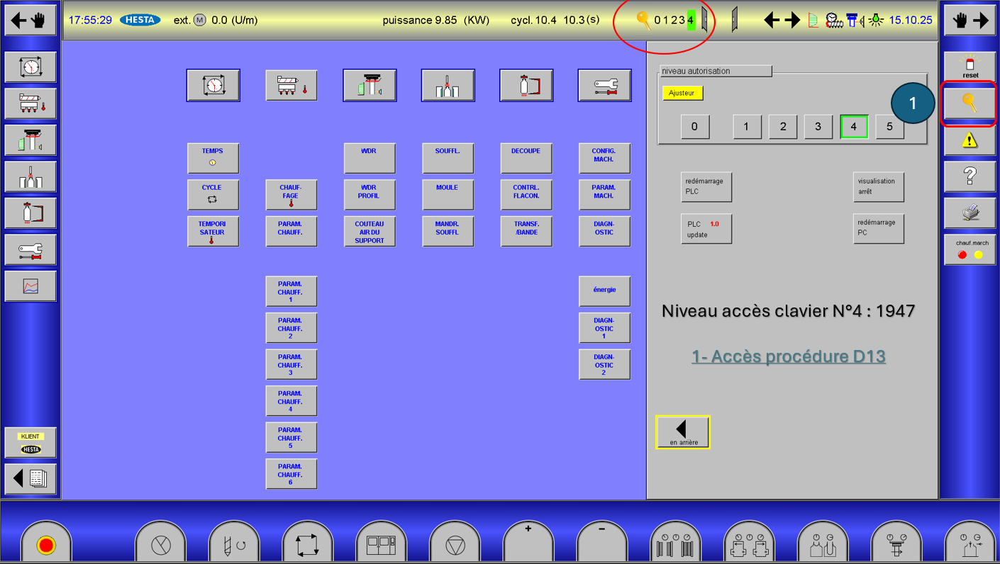 17:55:29 HESTA ext. M 0.0 (U/m) puissance 9.85 (KW) cycl. 10.4 10.3 (s) 0 1 2 3 4 15.10.25
niveau autorisation
Ajusteur
0 1 2 3 4 5
1
reset
TEMPS
WDR
SOUFFL.
DECOUPE
CONFIG.
MACH.
CYCLE
CHAUF-
FAGE
WDR
PROFIL
MOULE
CONTRL.
FLACON.
PARAM.
MACH.
TEMPORI
SATEUR
PARAM.
CHAUFF.
COUTEAU
AIR DU
SUPPORT
MANDR.
SOUFFL
TRANSF.
/BANDE
DIAGN-
OSTIC
PARAM.
CHAUFF.
1
énergie
PARAM.
CHAUFF.
2
DIAGN-
OSTIC
1
PARAM.
CHAUFF.
3
DIAGN-
OSTIC
2
PARAM.
CHAUFF.
4
PARAM.
CHAUFF.
5
PARAM.
CHAUFF.
6
redémarrage
PLC
visualisation
arrêt
PLC 1.0
update
redémarrage
PC
Niveau accès clavier N°4 : 1947
1- Accès procédure D13
en arrière
?
chauf.march
KLIENT
HESTA
+
−